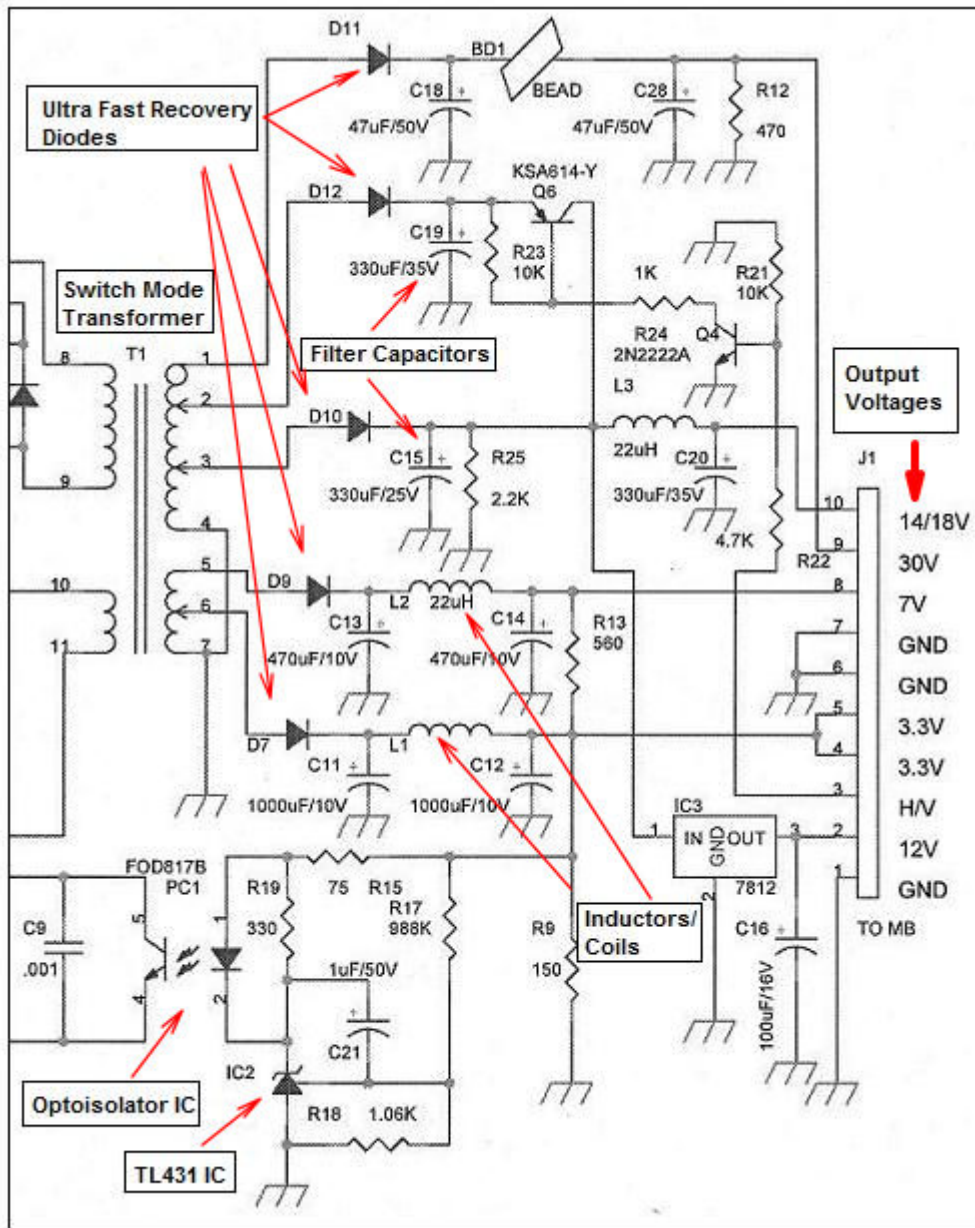 D11
BD1
BEAD
C18
+
47uF/50V
C28
+
47uF/50V
R12
470
Ultra Fast Recovery
Diodes
D12
KSA614-Y
Q6
C19
+
330uF/35V
R23
10K
1K
R21
10K
R24
Q4
2N2222A
Switch Mode
Transformer
T1
8
9
10
11
1
2
3
4
5
6
7
Filter Capacitors
L3
22uH
Output
Voltages
D10
C15
+
330uF/25V
R25
2.2K
C20
+
330uF/35V
4.7K
R22
J1
10
14/18V
9
30V
8
7V
7
GND
6
GND
5
3.3V
4
3.3V
3
H/V
2
12V
1
GND
TO MB
D9
L2
22uH
C13
+
470uF/10V
C14
+
470uF/10V
R13
560
D7
L1
C11
+
1000uF/10V
C12
+
1000uF/10V
IC3
1
IN
GND
OUT
3
2
7812
C16
+
100uF/16V
FOD817B
PC1
C9
.001
5
4
1
2
R19
330
75
R15
R17
988K
1uF/50V
+
C21
R9
150
Inductors/
Coils
IC2
R18
1.06K
Optoisolator IC
TL431 IC